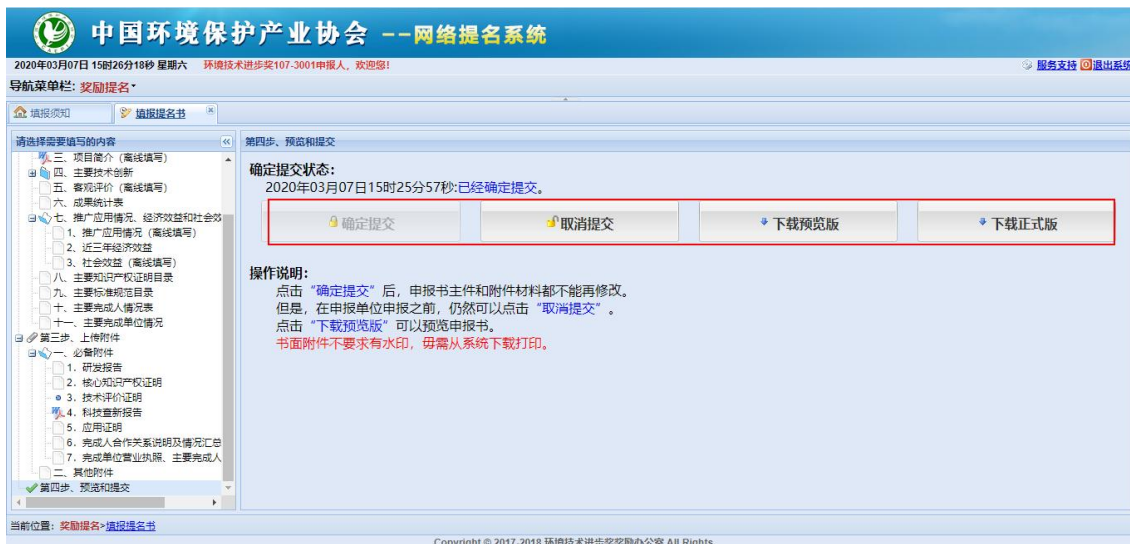 中国环境保护产业协会 --网络提名系统
2020年03月07日 15时26分18秒 星期六 环境技术进步奖107-3001申报人，欢迎您！
服务支持 退出系统
导航菜单栏: 奖励提名
填报须知 填报提名书
请选择需要填写的内容
三、项目简介（离线填写）
四、主要技术创新
五、客观评价（离线填写）
六、成果统计表
七、推广应用情况、经济效益和社会效
1、推广应用情况（离线填写）
2、近三年经济效益
3、社会效益（离线填写）
八、主要知识产权证明目录
九、主要标准规范目录
十、主要完成人情况表
十一、主要完成单位情况
第三步、上传附件
一、必备附件
1. 研发报告
2. 核心知识产权证明
3. 技术评价证明
4. 科技查新报告
5. 应用证明
6. 完成人合作关系说明及情况汇总
7. 完成单位营业执照、主要完成人
二、其他附件
第四步、预览和提交
第四步、预览和提交
确定提交状态：
2020年03月07日15时25分57秒:已经确定提交。
确定提交 取消提交 下载预览版 下载正式版
操作说明：
点击“确定提交”后，申报书主件和附件材料都不能再修改。
但是，在申报单位申报之前，仍然可以点击“取消提交”。
点击“下载预览版”可以预览申报书。
书面附件不要求有水印，毋需从系统下载打印。
当前位置：奖励提名>填报提名书
Copyright © 2017-2018 环境技术进步奖奖励办公室 All Rights